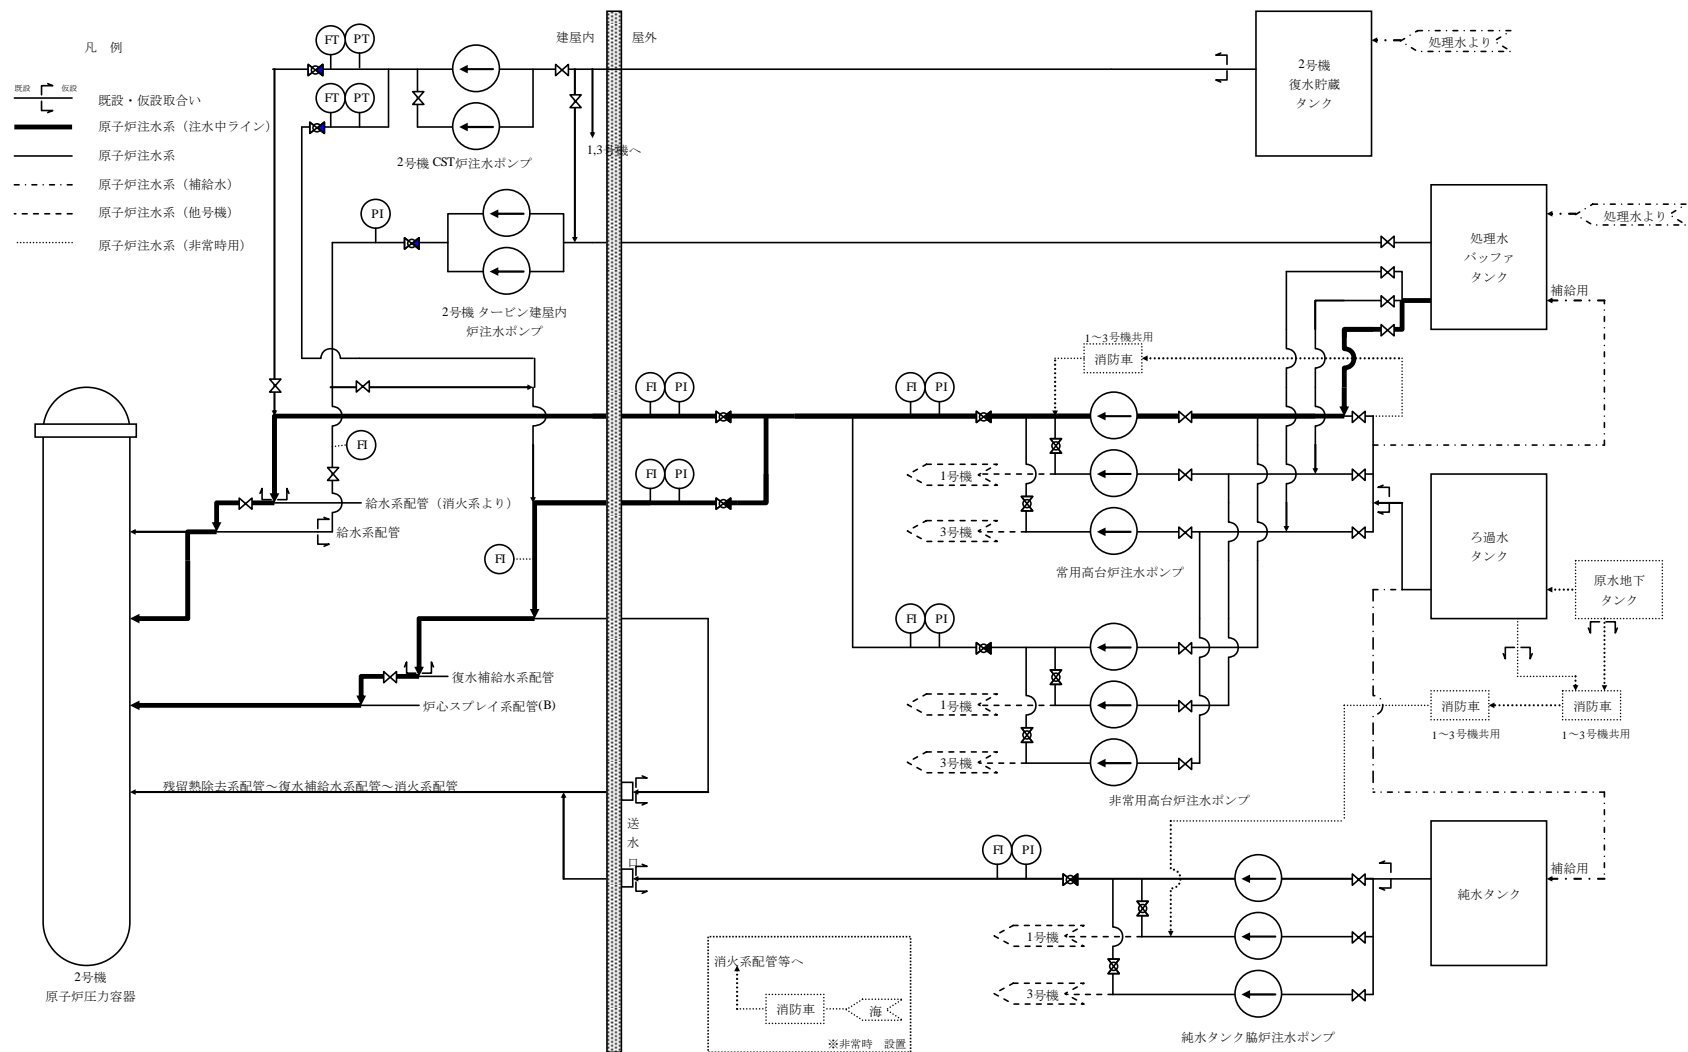 凡 例
既設 仮設
既設・仮設取合い
原子炉注水系（注水中ライン）
原子炉注水系
原子炉注水系（補給水）
原子炉注水系（他号機）
原子炉注水系（非常時用）
FT PT
FT PT
2号機 CST炉注水ポンプ
建屋内
屋外
1,3号機へ
2号機
復水貯蔵
タンク
処理水より
PI
2号機 タービン建屋内
炉注水ポンプ
処理水
バッファ
タンク
処理水より
補給用
1～3号機共用
消防車
FI PI
FI PI
FI PI
FI
FI
1号機
3号機
常用高台炉注水ポンプ
給水系配管（消火系より）
給水系配管
ろ過水
タンク
原水地下
タンク
FI PI
1号機
3号機
非常用高台炉注水ポンプ
復水補給水系配管
炉心スプレイ系配管(B)
消防車
1～3号機共用
消防車
1～3号機共用
残留熱除去系配管～復水補給水系配管～消火系配管
送
水
口
FI PI
補給用
純水タンク
1号機
3号機
純水タンク脇炉注水ポンプ
2号機
原子炉圧力容器
消火系配管等へ
消防車
海
※非常時 設置